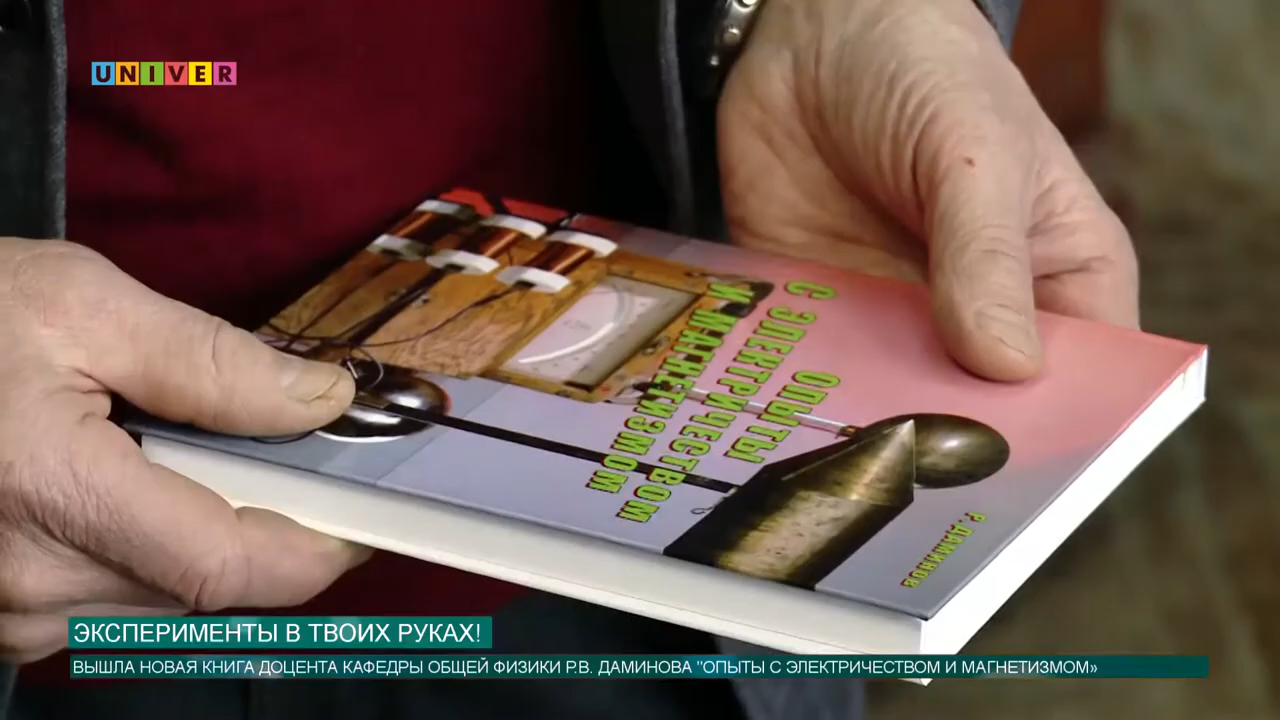 UNIVER
ОПЫТЫ
С ЭЛЕКТРИЧЕСТВОМ
И МАГНЕТИЗМОМ
Р.ДАМИНОВ
ЭКСПЕРИМЕНТЫ В ТВОИХ РУКАХ!
ВЫШЛА НОВАЯ КНИГА ДОЦЕНТА КАФЕДРЫ ОБЩЕЙ ФИЗИКИ Р.В. ДАМИНОВА "ОПЫТЫ С ЭЛЕКТРИЧЕСТВОМ И МАГНЕТИЗМОМ»